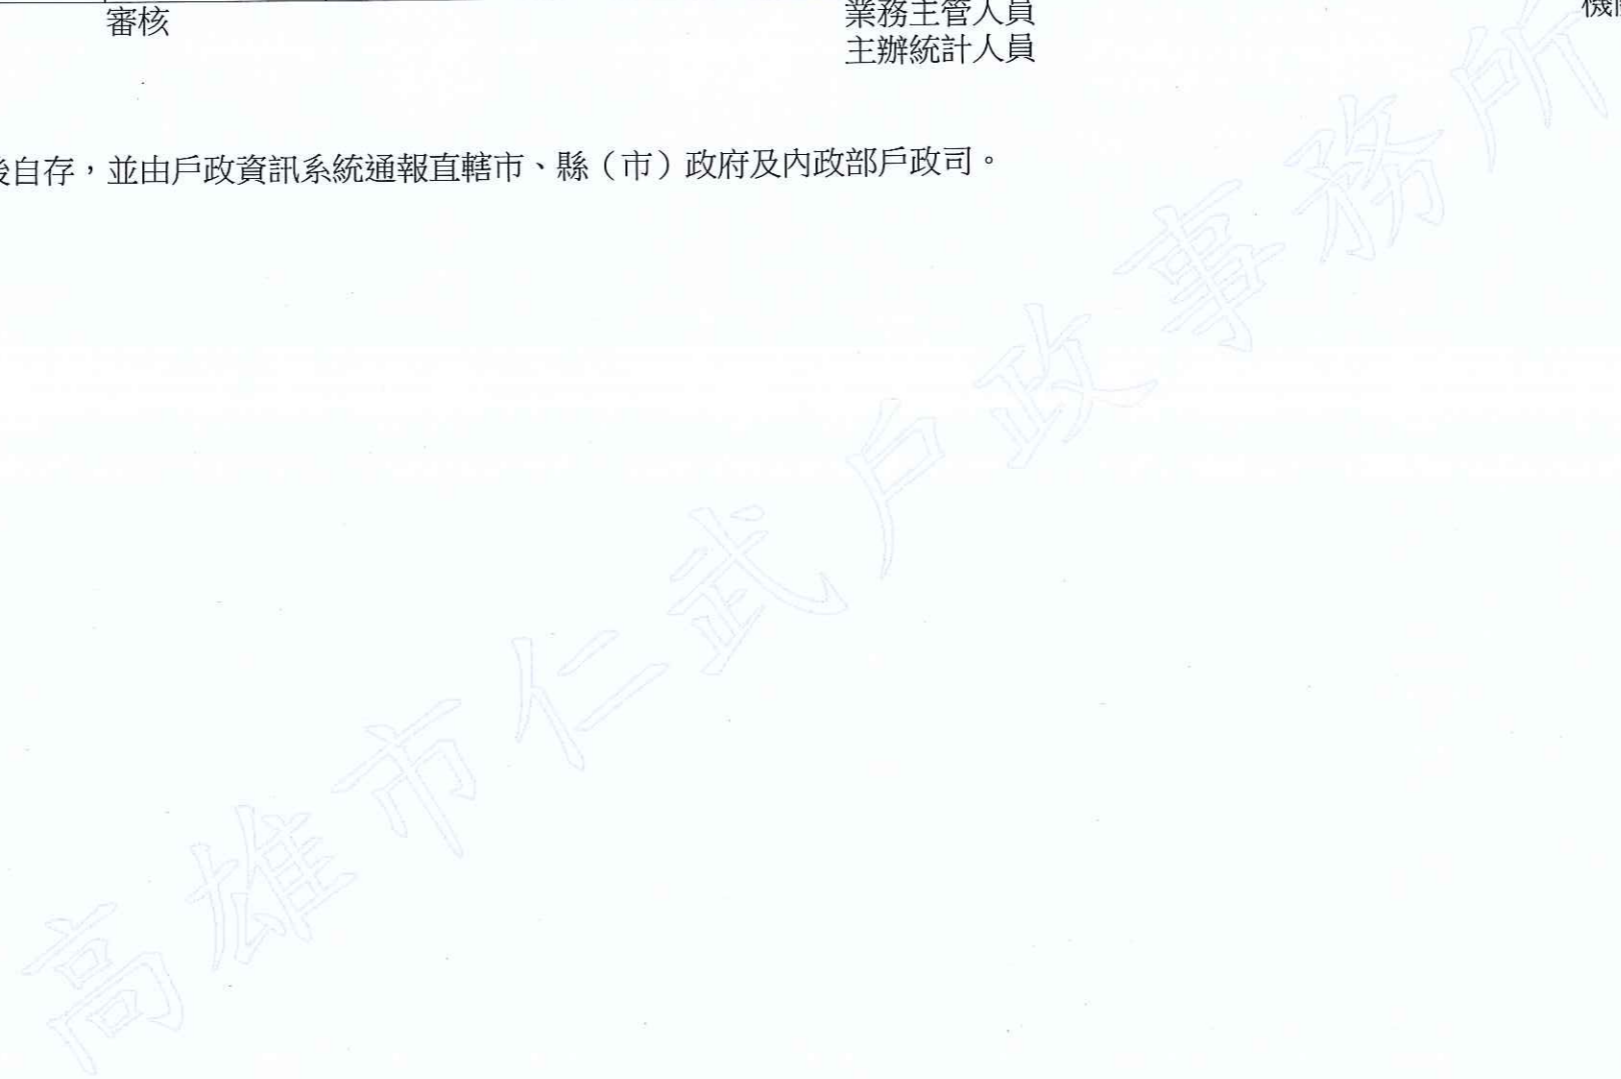 審核
業務主管人員
主辦統計人員
機
後自存，並由戶政資訊系統通報直轄市、縣（市）政府及內政部戶政司。
高雄市仁武戶政事務所